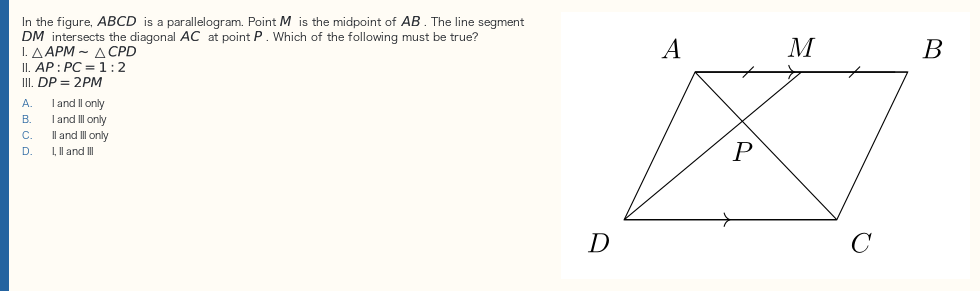 In the figure, ABCD is a parallelogram. Point M is the midpoint of AB. The line segment
DM intersects the diagonal AC at point P. Which of the following must be true?
I. △APM ~ △CPD
II. AP : PC = 1 : 2
III. DP = 2PM
A. I and II only
B. I and III only
C. II and III only
D. I, II and III
A M B
P
D C